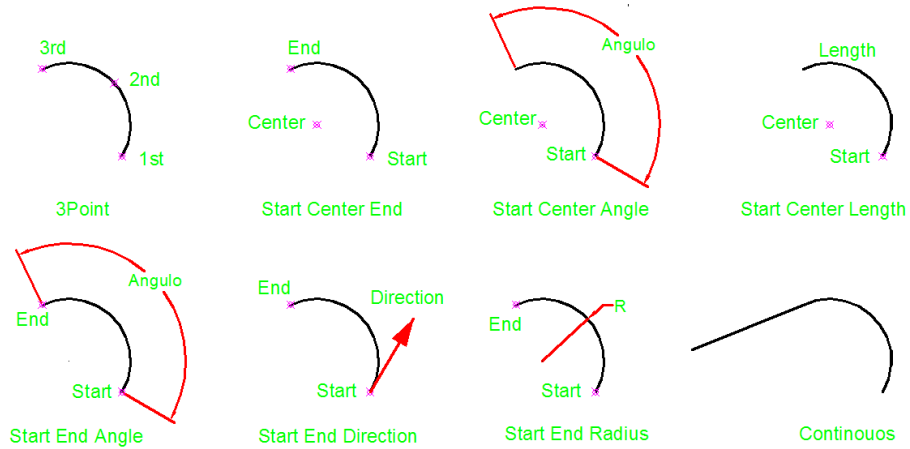 3rd
2nd
1st
3Point
End
Center
Start
Start Center End
Angulo
Center
Start
Start Center Angle
Length
Center
Start
Start Center Length
Angulo
End
Start
Start End Angle
End
Direction
Start
Start End Direction
R
End
Start
Start End Radius
Continouos